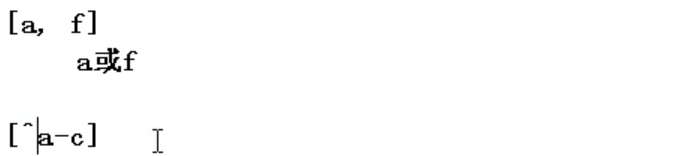 [a, f]
a或f
[^a-c]